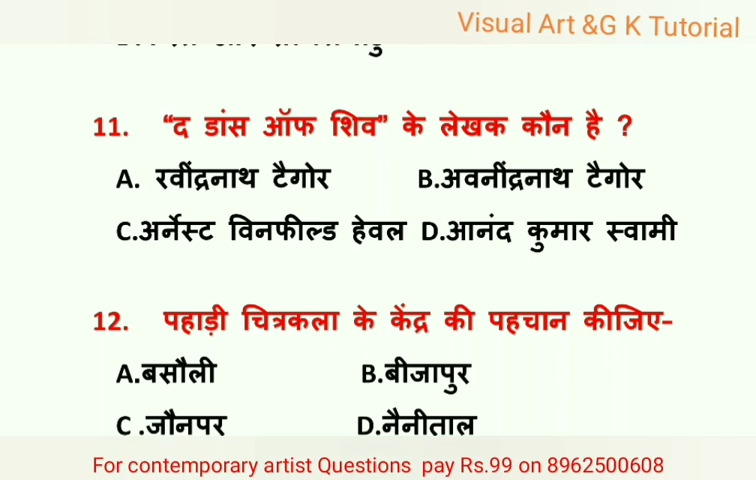 Visual Art &G K Tutorial
11. “द डांस ऑफ शिव” के लेखक कौन है ?
A. रवींद्रनाथ टैगोर B.अवनींद्रनाथ टैगोर
C.अर्नेस्ट विनफील्ड हेवल D.आनंद कुमार स्वामी
12. पहाड़ी चित्रकला के केंद्र की पहचान कीजिए-
A.बसौली B.बीजापुर
C .जौनपर D.नैनीताल
For contemporary artist Questions pay Rs.99 on 8962500608